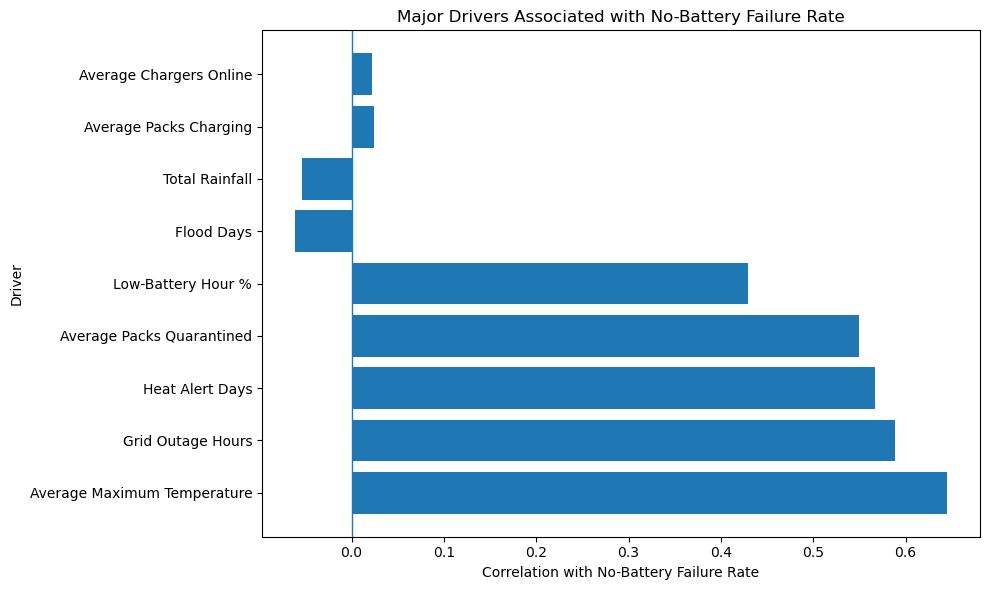 Major Drivers Associated with No-Battery Failure Rate
Driver
Average Chargers Online
Average Packs Charging
Total Rainfall
Flood Days
Low-Battery Hour %
Average Packs Quarantined
Heat Alert Days
Grid Outage Hours
Average Maximum Temperature
0.0 0.1 0.2 0.3 0.4 0.5 0.6
Correlation with No-Battery Failure Rate